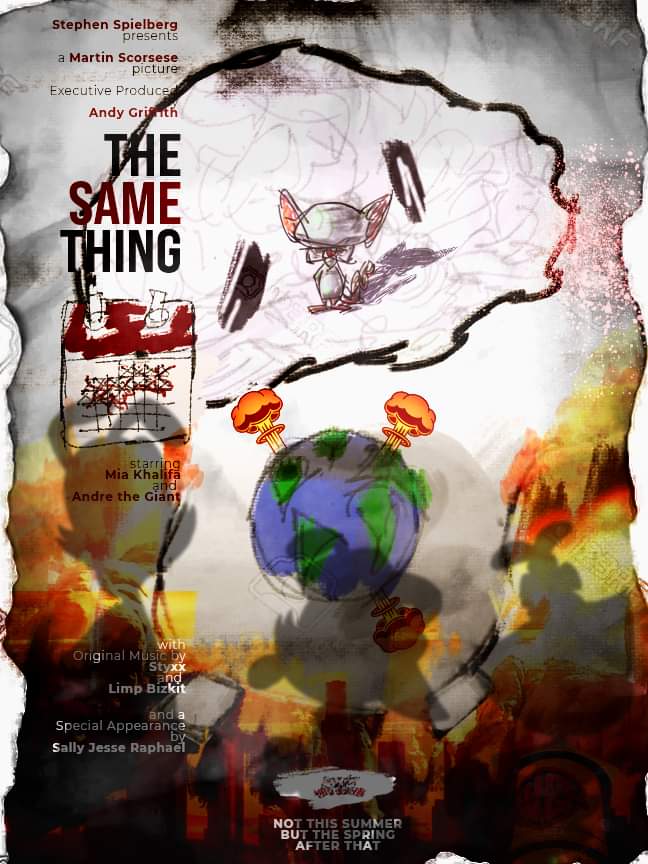 Stephen Spielberg
presents
a Martin Scorsese
picture
Executive Produced
Andy Griffith
THE
SAME
THING
starring
Mia Khalifa
and
Andre the Giant
with
Original Music by
Styxx
and
Limp Bizkit
and a
Special Appearance
by
Sally Jesse Raphael
NOT THIS SUMMER
BUT THE SPRING
AFTER THAT